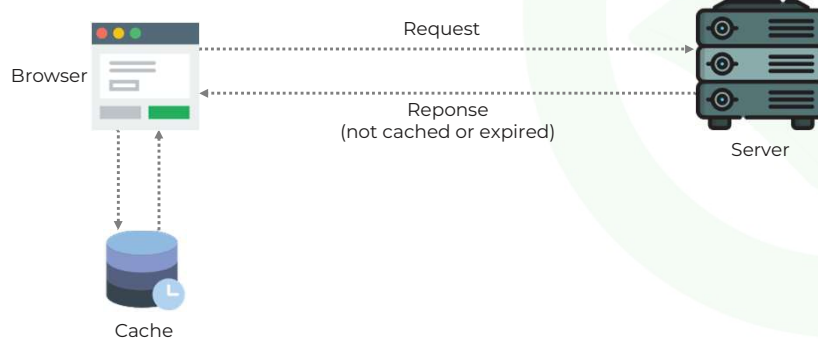 Request
Browser
Reponse
(not cached or expired)
Server
Cache